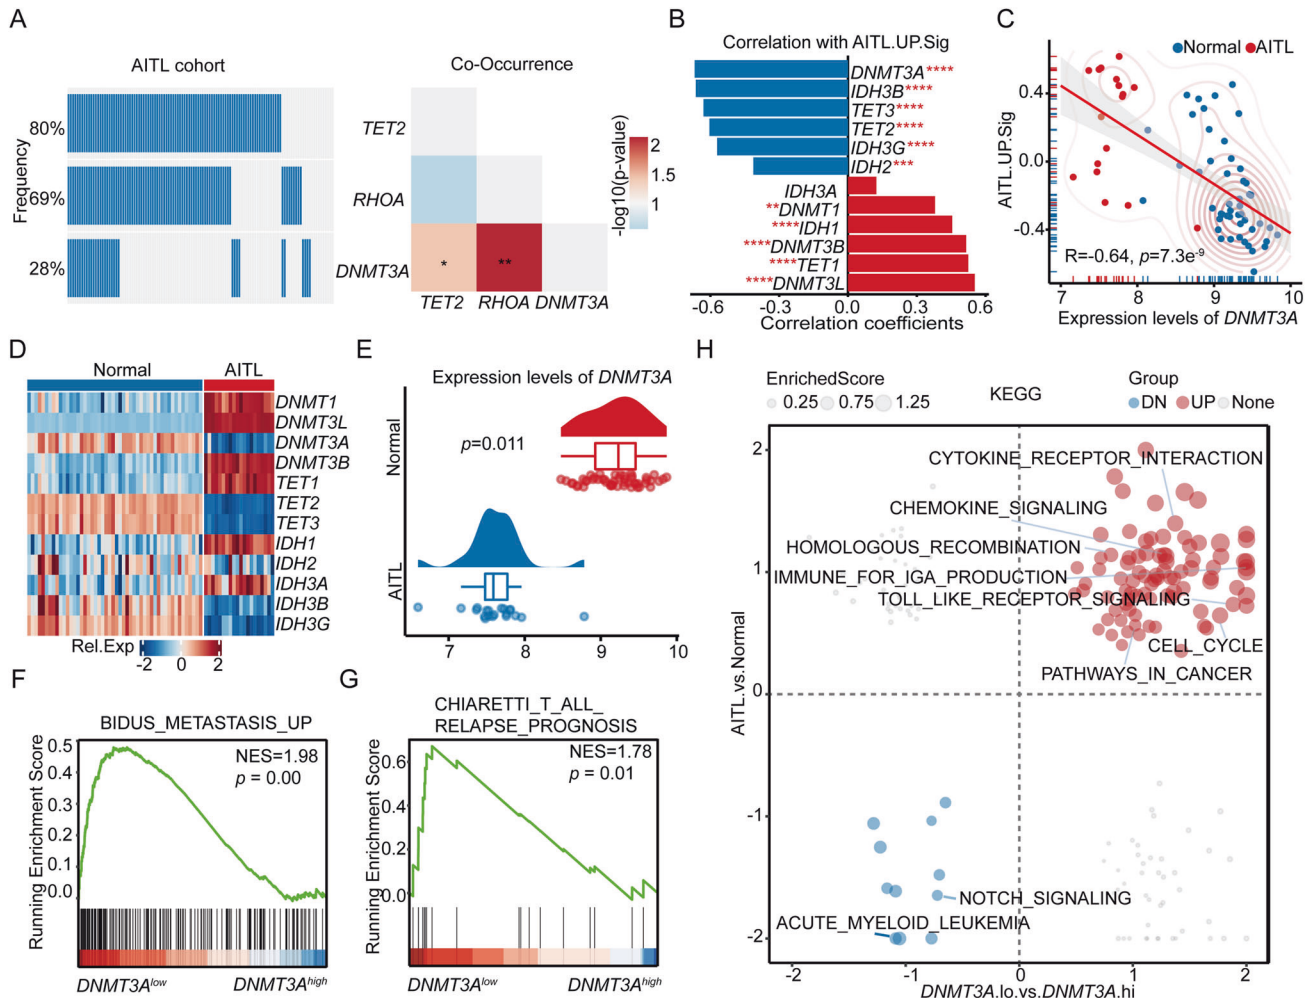 A
AITL cohort
Frequency
80%
69%
28%
Co-Occurrence
TET2
RHOA
DNMT3A
*
**
TET2 RHOA DNMT3A
-log10(p-value)
2
1.5
1
B
Correlation with AITL.UP.Sig
DNMT3A****
IDH3B****
TET3****
TET2****
IDH3G****
IDH2***
IDH3A
**DNMT1
****IDH1
****DNMT3B
****TET1
****DNMT3L
-0.6 -0.3 0.0 0.3 0.6
Correlation coefficients
C
Normal AITL
AITL.UP.Sig
0.4
0.0
-0.4
R=-0.64, p=7.3e-9
7 8 9 10
Expression levels of DNMT3A
D
Normal AITL
DNMT1
DNMT3L
DNMT3A
DNMT3B
TET1
TET2
TET3
IDH1
IDH2
IDH3A
IDH3B
IDH3G
Rel.Exp
-2 0 2
E
Expression levels of DNMT3A
Normal
AITL
p=0.011
7 8 9 10
F
BIDUS_METASTASIS_UP
Running Enrichment Score
0.5
0.4
0.3
0.2
0.1
0.0
NES=1.98
p = 0.00
DNMT3Alow DNMT3Ahigh
G
CHIARETTI_T_ALL_
RELAPSE_PROGNOSIS
Running Enrichment Score
0.6
0.4
0.2
0.0
NES=1.78
p = 0.01
DNMT3Alow DNMT3Ahigh
H
EnrichedScore
0.25 0.75 1.25
KEGG
Group
DN UP None
AITL.vs.Normal
2
1
0
-1
-2
CYTOKINE_RECEPTOR_INTERACTION
CHEMOKINE_SIGNALING
HOMOLOGOUS_RECOMBINATION
IMMUNE_FOR_IGA_PRODUCTION
TOLL_LIKE_RECEPTOR_SIGNALING
CELL_CYCLE
PATHWAYS_IN_CANCER
NOTCH_SIGNALING
ACUTE_MYELOID_LEUKEMIA
-2 -1 0 1 2
DNMT3A.lo.vs.DNMT3A.hi